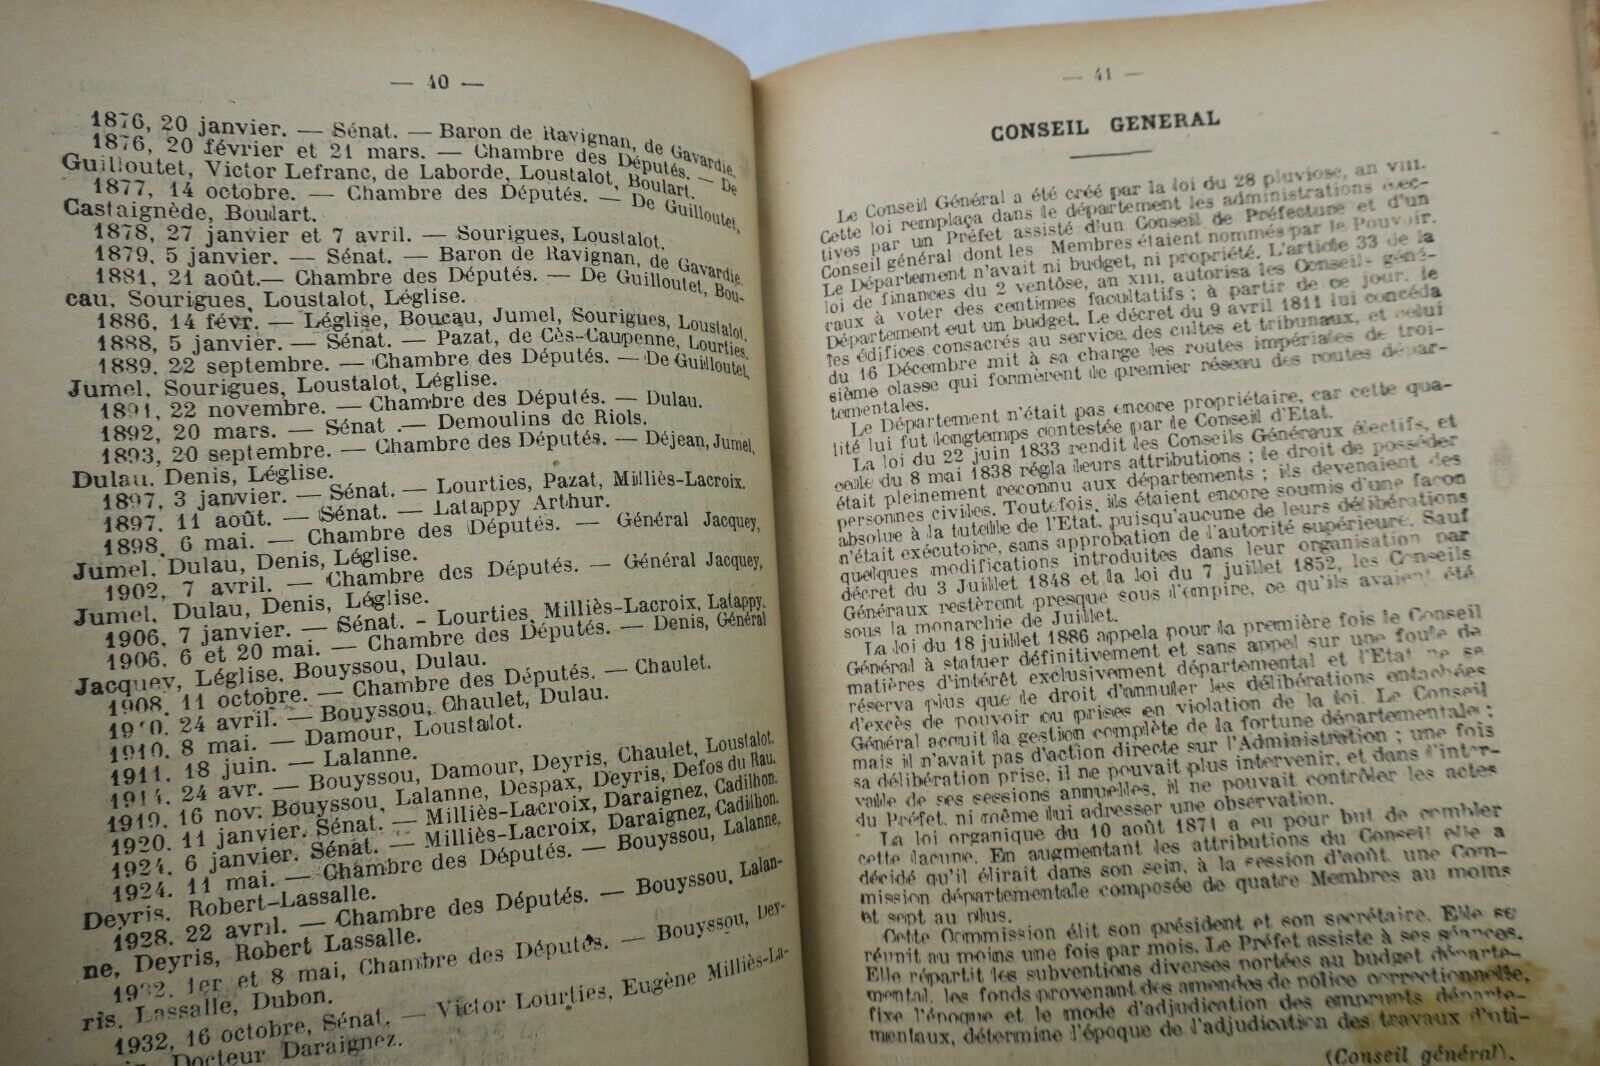 — 40 —
1876, 20 janvier. — Sénat. — Baron de Ravignan, de Gavardie.
1876, 20 février et 21 mars. — Chambre des Députés. — De
Guilloutet, Victor Lefranc, de Laborde, Loustalot, Boulart.
1877, 14 octobre. — Chambre des Députés. — De Guilloutet,
Castaignède, Boulart.
1878, 27 janvier et 7 avril. — Sourigues, Loustalot.
1879, 5 janvier. — Sénat. — Baron de Ravignan, de Gavardie.
1881, 21 août.— Chambre des Députés. — De Guilloutet, Bou-
cau, Sourigues, Loustalot, Léglise.
1886, 14 févr. — Léglise, Boucau, Jumel, Sourigues, Loustalot.
1888, 5 janvier. — Sénat. — Pazat, de Cès-Caupenne, Lourties.
1889, 22 septembre. — Chambre des Députés. — De Guilloutet,
Jumel, Sourigues, Loustalot, Léglise.
1891, 22 novembre. — Chambre des Députés. — Dulau.
1892, 20 mars. — Sénat .— Demoulins de Riols.
1893, 20 septembre. — Chambre des Députés. — Déjean, Jumel,
Dulau, Denis, Léglise.
1897, 3 janvier. — Sénat. — Lourties, Pazat, Milliès-Lacroix.
1897, 11 août. — Sénat. — Latappy Arthur.
1898, 6 mai. — Chambre des Députés. — Général Jacquey,
Jumel, Dulau, Denis, Léglise.
1902, 7 avril. — Chambre des Députés. — Général Jacquey,
Jumel, Dulau, Denis, Léglise.
1906, 7 janvier. — Sénat. - Lourties, Milliès-Lacroix, Latappy.
1906, 6 et 20 mai. — Chambre des Députés. — Denis, Général
Jacquey, Léglise, Bouyssou, Dulau.
1908, 11 octobre. — Chambre des Députés. — Chaulet.
1910, 24 avril. — Bouyssou, Chaulet, Dulau.
1910, 8 mai. — Damour, Loustalot.
1911, 18 juin. — Lalanne.
1914, 24 avr. — Bouyssou, Damour, Deyris, Chaulet, Loustalot.
1919, 16 nov. Bouyssou, Lalanne, Despax, Deyris, Defos du Rau.
1920, 11 janvier. Sénat. — Milliès-Lacroix, Daraignez, Cadilhon.
1924, 6 janvier. Sénat. — Milliès-Lacroix, Daraignez, Cadilhon.
1924, 11 mai. — Chambre des Députés. — Bouyssou, Lalanne,
Deyris, Robert-Lassalle.
1928, 22 avril. — Chambre des Députés. — Bouyssou, Lalan-
ne, Deyris, Robert Lassalle.
1932, 1er et 8 mai, Chambre des Députés. — Bouyssou, Dey-
ris, Lassalle, Dubon.
1932, 16 octobre, Sénat. — Victor Lourties, Eugène Milliès-La-
Docteur Daraignez.
— 41 —
CONSEIL GENERAL
Le Conseil Général a été créé par la loi du 28 pluviose, an VIII.
Cette loi remplaça dans le département les administrations exec-
tives par un Préfet assisté d'un Conseil de Préfecture et d'un
Conseil général dont les Membres étaient nommés par le Pouvoir.
Le Département n'avait ni budget, ni propriété. L'article 33 de la
loi de finances du 2 ventôse, an XIII, autorisa les Conseils géné-
raux à voter des centimes facultatifs ; à partir de ce jour, le
Département eut un budget. Le décret du 9 avril 1811 lui concéda
les édifices consacrés au service des cultes et tribunaux, et celui
du 16 Décembre mit à sa charge les routes impériales de troi-
sième classe qui formèrent le premier réseau des routes dépar-
tementales.
Le Département n'était pas encore propriétaire, car cette qua-
lité lui fut longtemps contestée par le Conseil d'Etat.
La loi du 22 juin 1833 rendit les Conseils Généraux électifs, et
celle du 8 mai 1838 régla leurs attributions ; le droit de posséder
était pleinement reconnu aux départements ; ils devenaient des
personnes civiles. Toutefois, ils étaient encore soumis d'une façon
absolue à la tutelle de l'Etat, puisqu'aucune de leurs délibérations
n'était exécutoire, sans approbation de l'autorité supérieure. Sauf
quelques modifications introduites dans leur organisation par
décret du 3 Juillet 1848 et la loi du 7 juillet 1852, les Conseils
Généraux restèrent presque sous l'empire, ce qu'ils avaient été
sous la monarchie de Juillet.
La loi du 18 juillet 1886 appela pour la première fois le Conseil
Général à statuer définitivement et sans appel sur une foule de
matières d'intérêt exclusivement départemental et l'Etat ne se
réserva plus que le droit d'annuler les délibérations entachées
d'excès de pouvoir ou prises en violation de la loi. Le Conseil
Général acquit la gestion complète de la fortune départementale ;
mais il n'avait pas d'action directe sur l'Administration ; une fois
sa délibération prise, il ne pouvait plus intervenir, et dans l'inter-
valle de ses sessions annuelles, il ne pouvait contrôler les actes
du Préfet, ni même lui adresser une observation.
La loi organique du 10 août 1871 a eu pour but de combler
cette lacune. En augmentant les attributions du Conseil elle a
décidé qu'il élirait dans son sein, à la session d'août, une Com-
mission départementale composée de quatre Membres au moins
et sept au plus.
Cette Commission élit son président et son secrétaire. Elle se
réunit au moins une fois par mois. Le Préfet assiste à ses séances.
Elle répartit les subventions diverses portées au budget départe-
mental, les fonds provenant des amendes de police correctionnelle,
fixe l'époque et le mode d'adjudication des emprunts départe-
mentaux, détermine l'époque de l'adjudication des travaux d'uti-
(Conseil général).